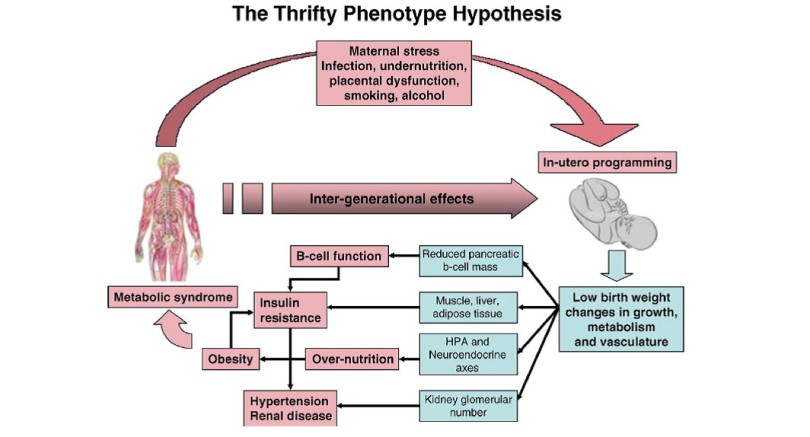 The Thrifty Phenotype Hypothesis
Maternal stress
Infection, undernutrition,
placental dysfunction,
smoking, alcohol
In-utero programming
Inter-generational effects
B-cell function
Reduced pancreatic
b-cell mass
Metabolic syndrome
Insulin
resistance
Muscle, liver,
adipose tissue
Low birth weight
changes in growth,
metabolism
and vasculature
Obesity
Over-nutrition
HPA and
Neuroendocrine
axes
Hypertension
Renal disease
Kidney glomerular
number